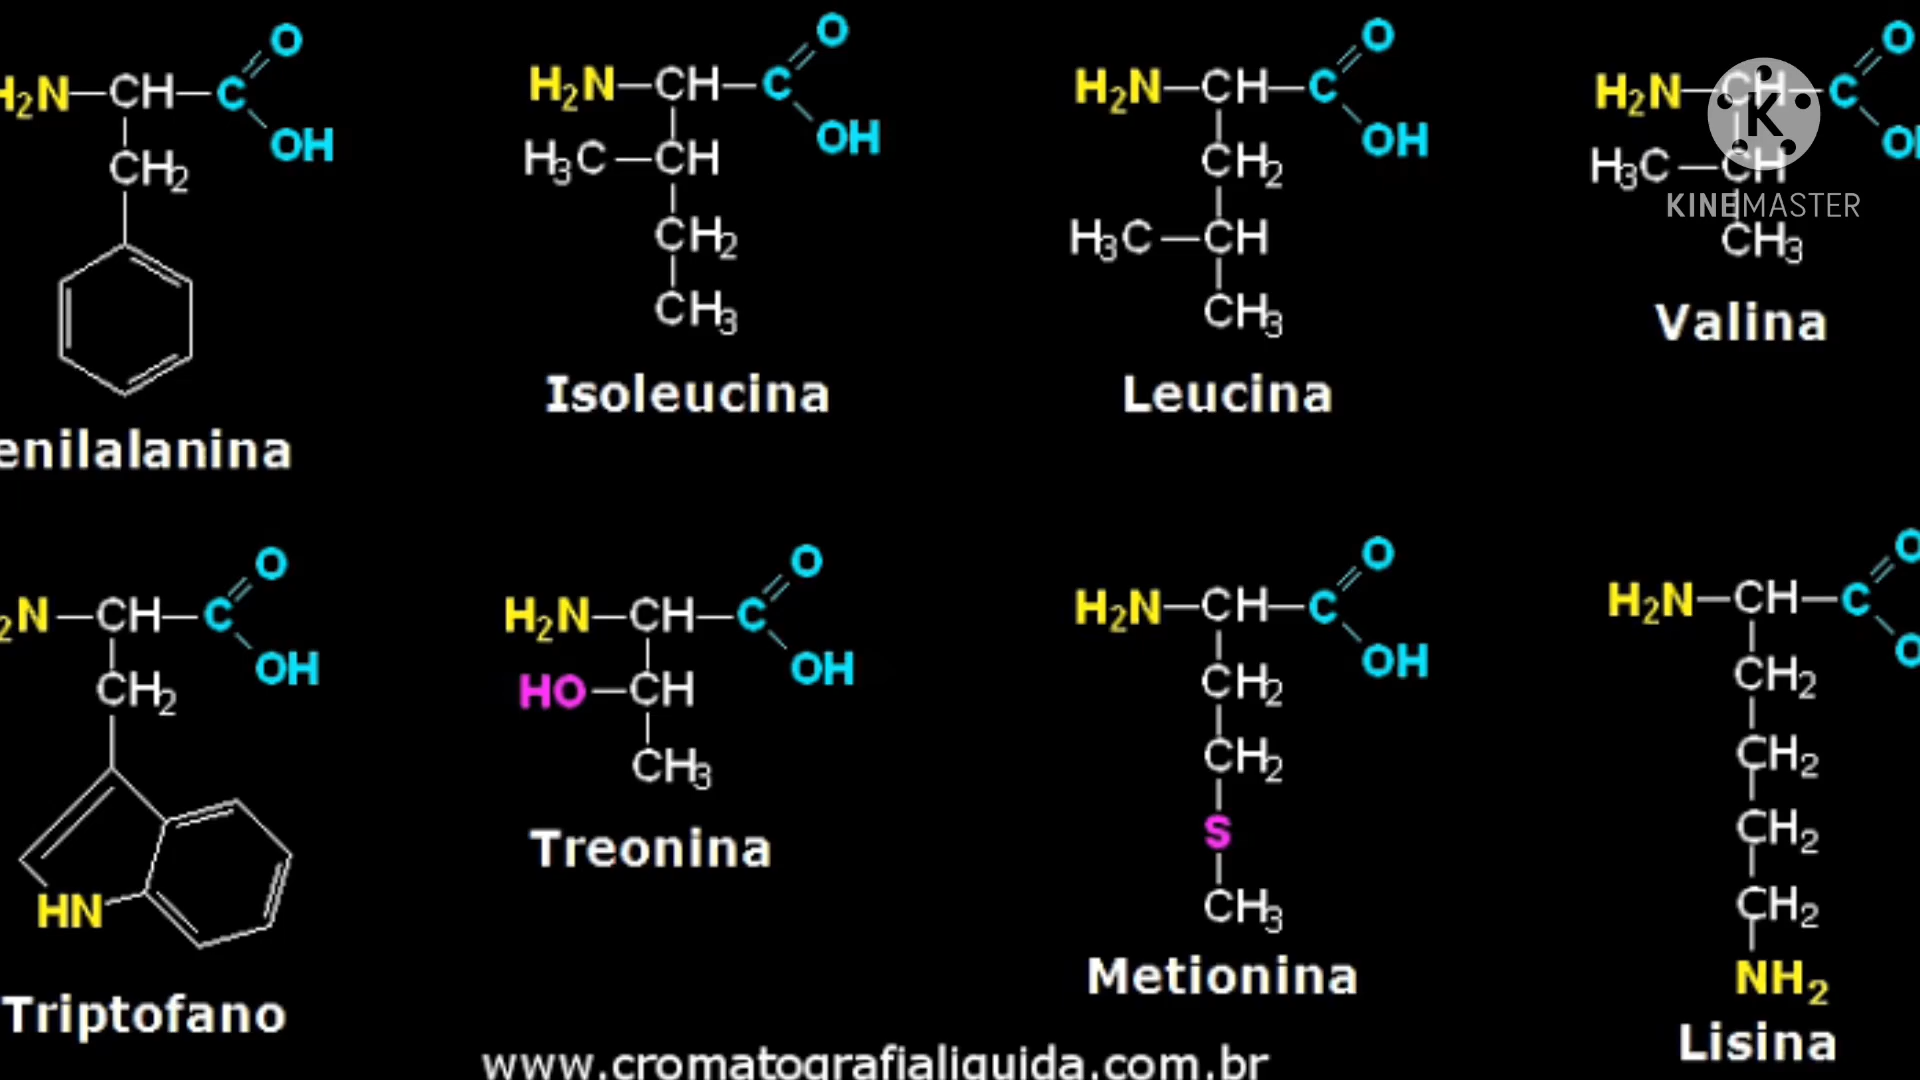 O O O O
H₂N—CH—C H₂N—CH—C H₂N—CH—C H₂N—CH—C
OH OH OH
CH₂ H₃C—CH CH₂ H₃C—CH
K
KINEMASTER
CH₂ H₃C—CH CH₃
CH₃ CH₃
Valina
Isoleucina Leucina
enilalanina
O O O O
₂N—CH—C H₂N—CH—C H₂N—CH—C H₂N—CH—C
OH OH OH O
CH₂ HO—CH CH₂ CH₂
CH₃ CH₂ CH₂
S CH₂
Treonina
HN CH₃ CH₂
Metionina NH₂
Triptofano Lisina
www.cromatografialiquida.com.br